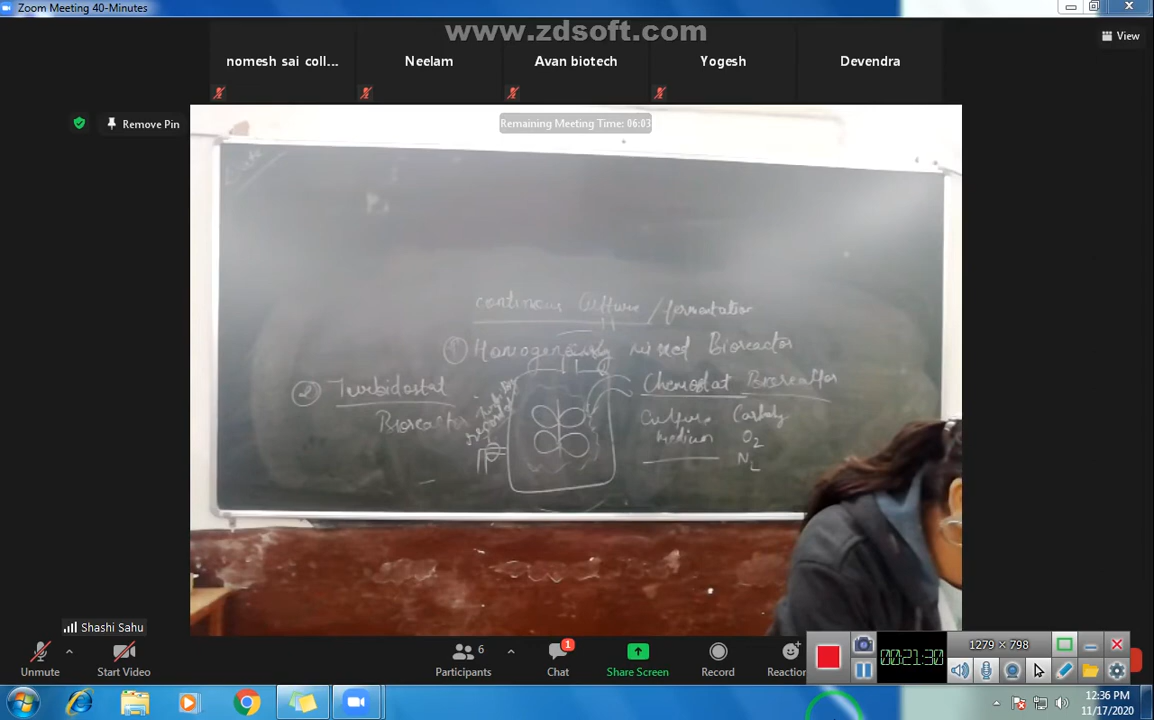 Zoom Meeting 40-Minutes
www.zdsoft.com
View
nomesh sai coll...
Neelam
Avan biotech
Yogesh
Devendra
Remove Pin
Remaining Meeting Time: 06:03
continous Culture / fermentation
① Homogeneously mixed Bioreactor
② Turbidostat
Bioreactor
Chemostat Bioreactor
Culture
medium
O2
N2
Shashi Sahu
Unmute
Start Video
6
Participants
1
Chat
Share Screen
Record
Reaction
00:21:30
1279 × 798
12:36 PM
11/17/2020